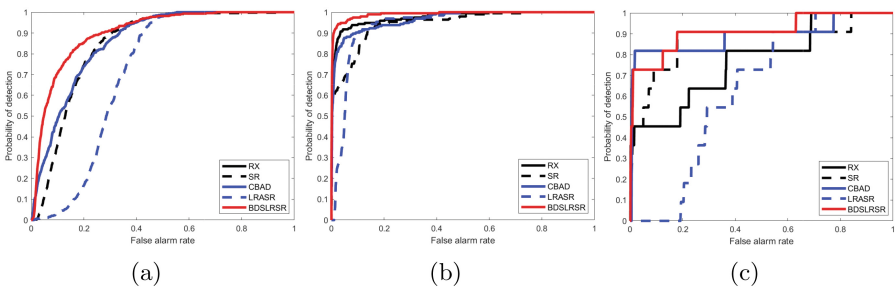 1
0.9
0.8
0.7
0.6
0.5
0.4
0.3
0.2
0.1
0
Probability of detection
RX
SR
CBAD
LRASR
BDSLRSR
0 0.2 0.4 0.6 0.8 1
False alarm rate
(a)
1
0.9
0.8
0.7
0.6
0.5
0.4
0.3
0.2
0.1
0
Probability of detection
RX
SR
CBAD
LRASR
BDSLRSR
0 0.2 0.4 0.6 0.8 1
False alarm rate
(b)
1
0.9
0.8
0.7
0.6
0.5
0.4
0.3
0.2
0.1
0
Probability of detection
RX
SR
CBAD
LRASR
BDSLRSR
0 0.2 0.4 0.6 0.8 1
False alarm rate
(c)